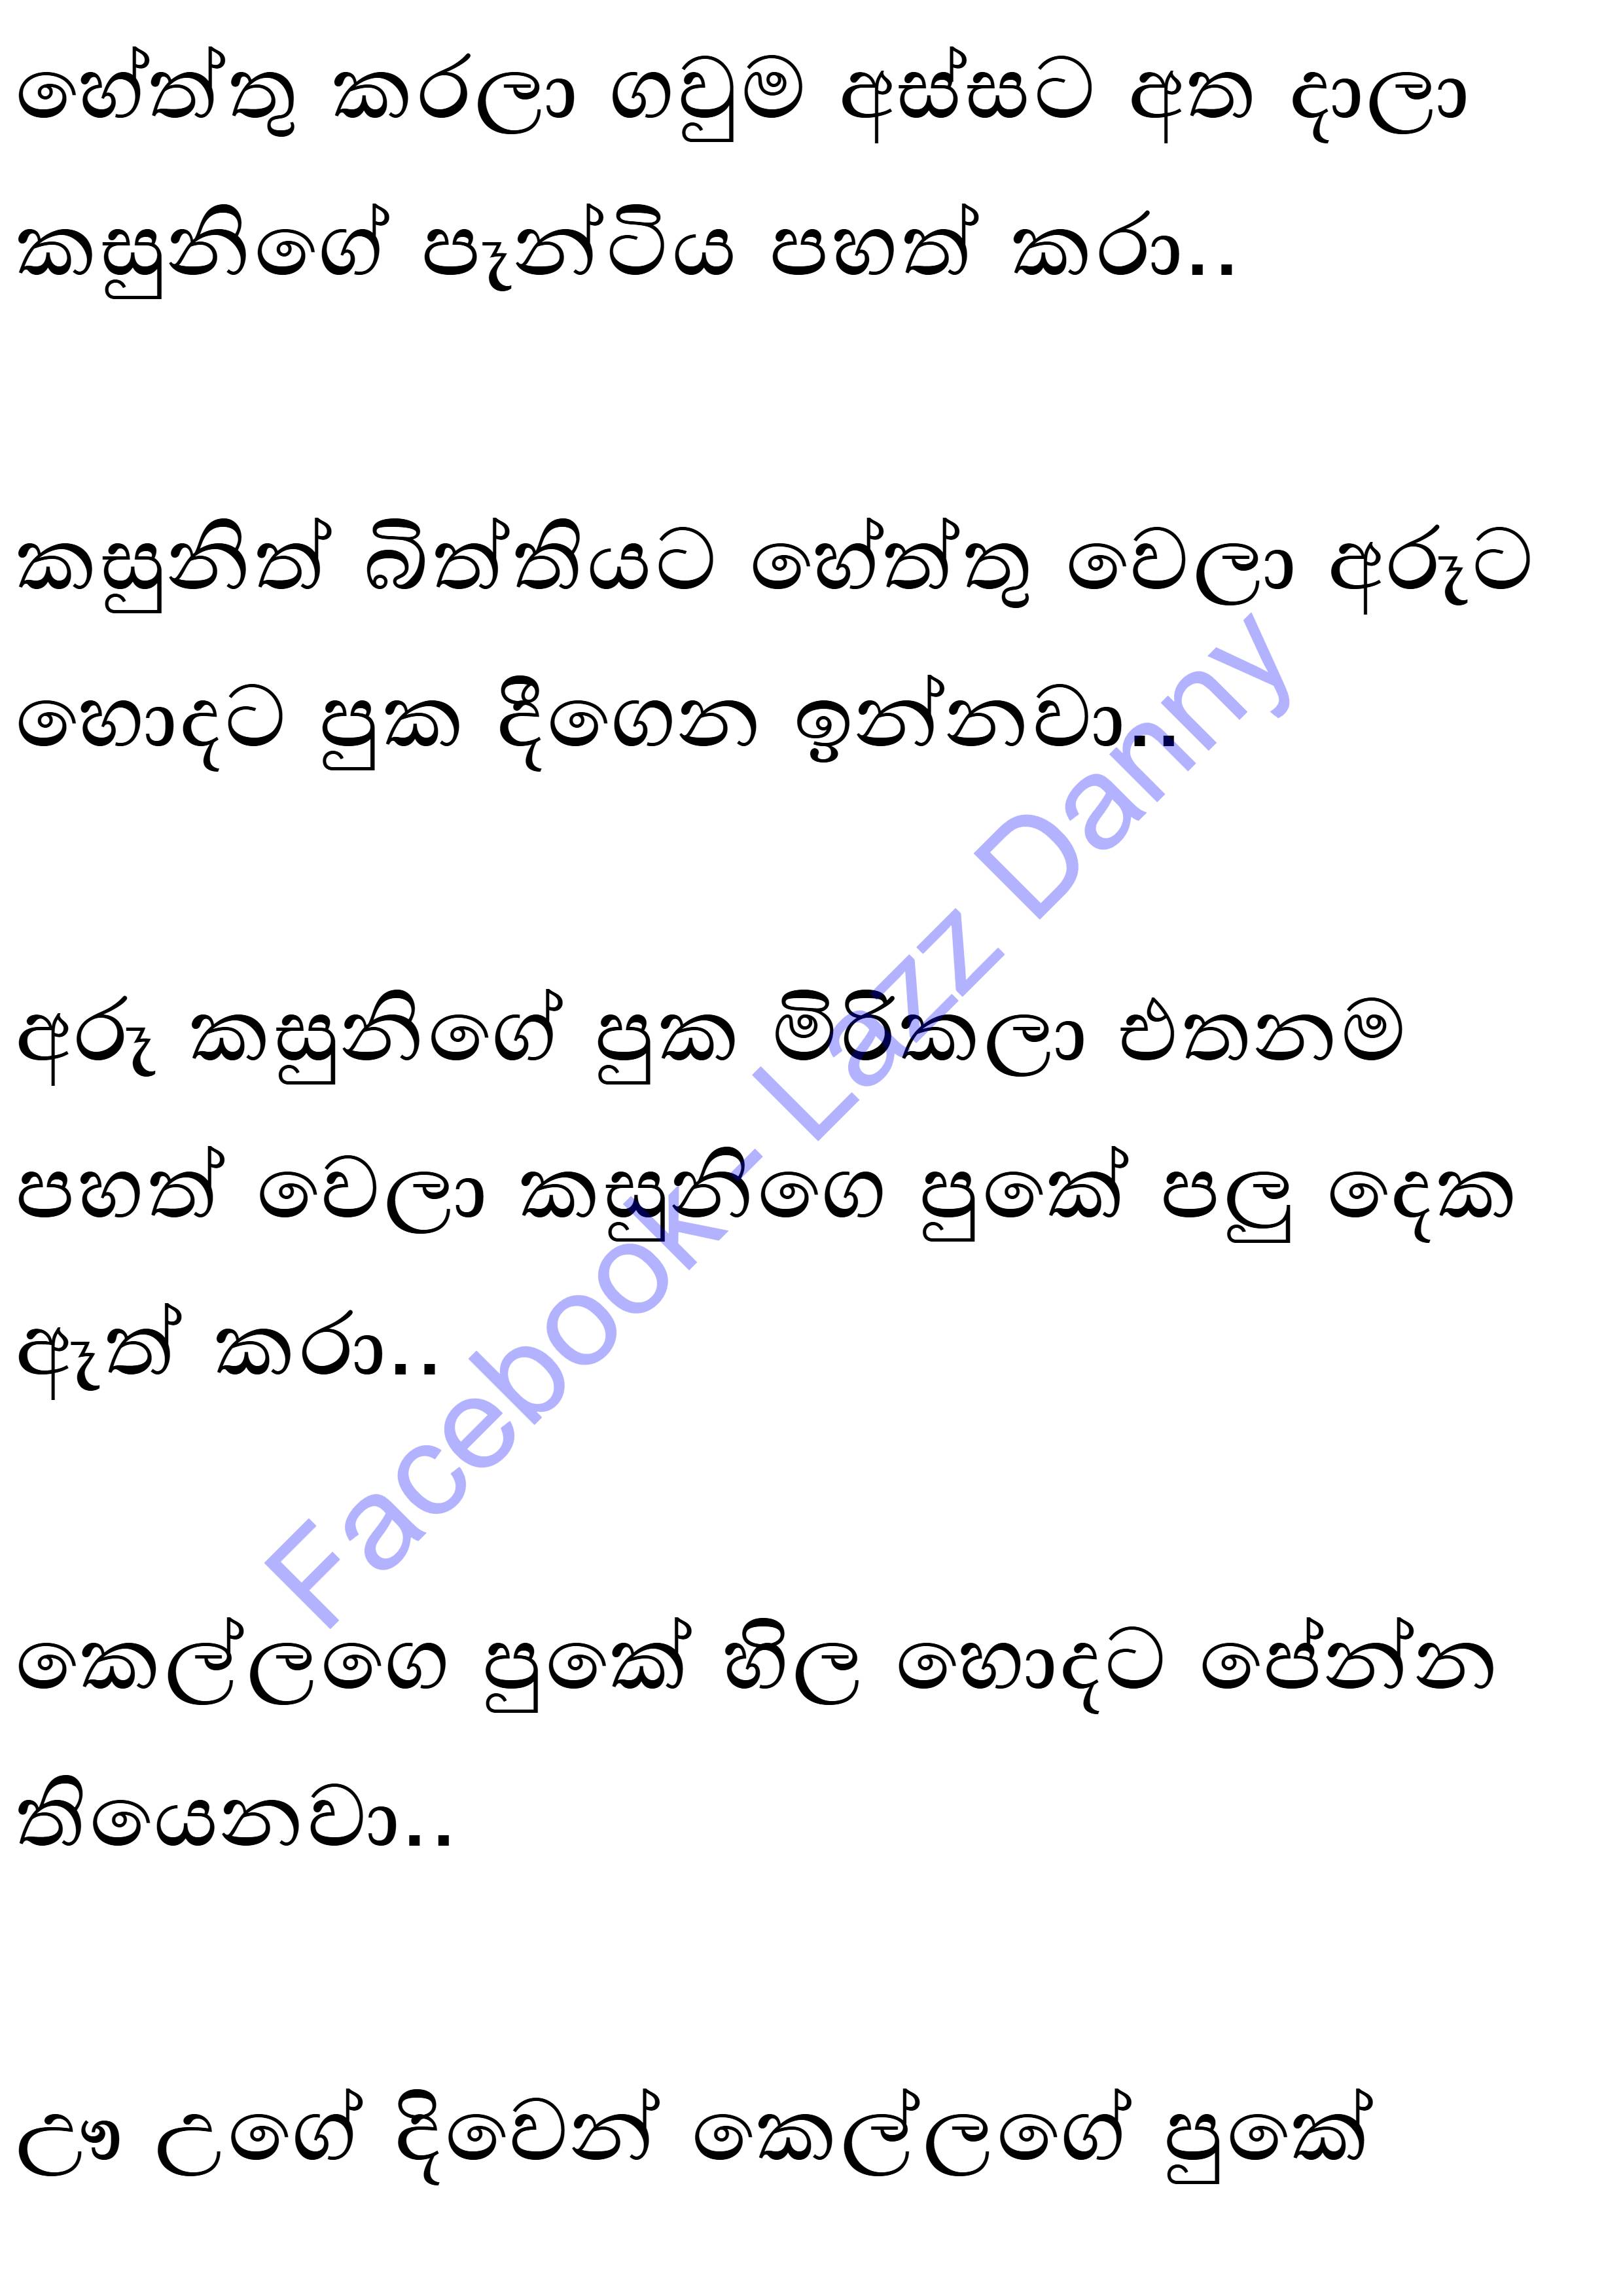 හේත්තු කරලා ගවුම අස්සට අත දාලා
කසුනිගේ පෑන්ටිය පහත් කරා..
කසුනිත් බිත්තියට හේත්තු වෙලා අරූට
හොදට පුක දීගෙන ඉන්නවා..
අරූ කසුනිගේ පුක මිරිකලා එතනම
පහත් වෙලා කසුනිගෙ පුකේ පලු දෙක
ඈත් කරා..
කෙල්ලගෙ පුකේ හිල හොදට පේන්න
තියෙනවා..
ඌ උගේ දිවෙන් කෙල්ලගේ පුකේ
Facebook - Lazz Danny